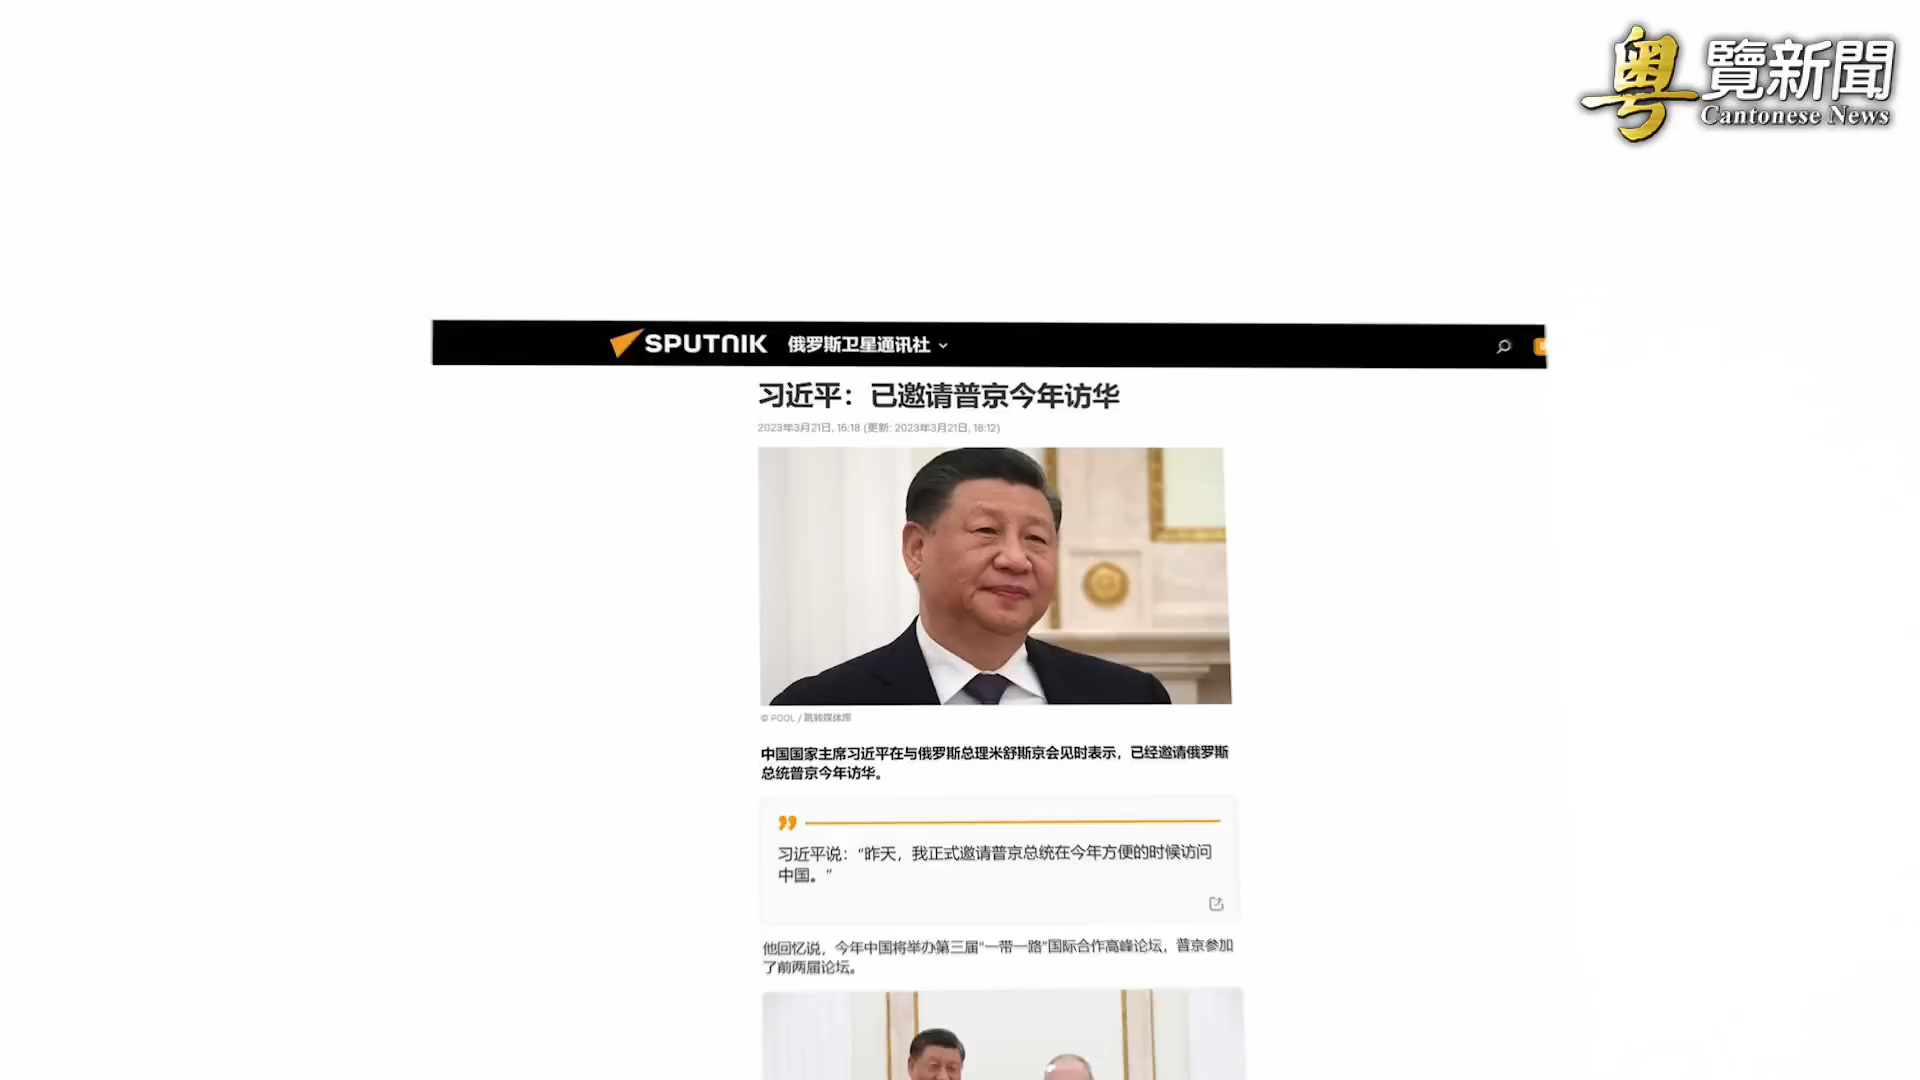 粤覽新聞
Cantonese News
SPUTNIK 俄罗斯卫星通讯社
习近平：已邀请普京今年访华
2023年3月21日, 16:18 (更新: 2023年3月21日, 18:12)
© POOL / 跳转媒体库
中国国家主席习近平在与俄罗斯总理米舒斯京会见时表示，已经邀请俄罗斯
总统普京今年访华。
习近平说：“昨天，我正式邀请普京总统在今年方便的时候访问
中国。”
他回忆说，今年中国将举办第三届“一带一路”国际合作高峰论坛，普京参加
了前两届论坛。